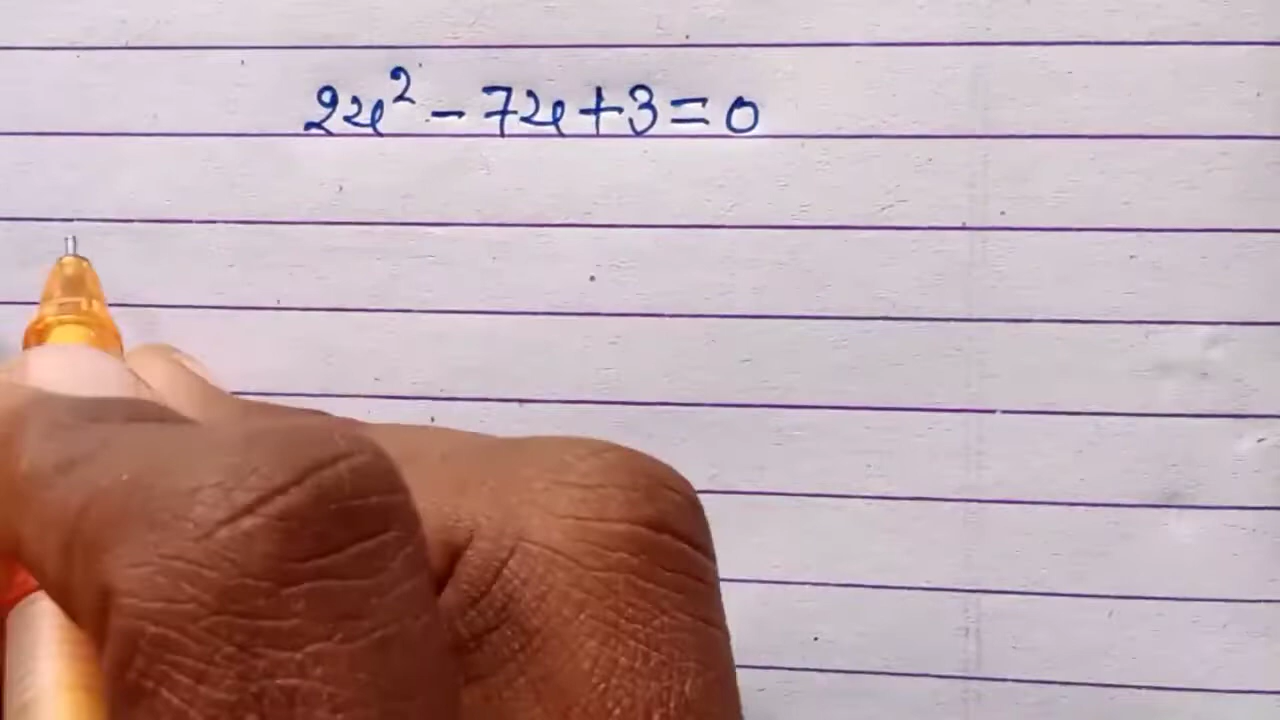 2x² - 7x + 3 = 0